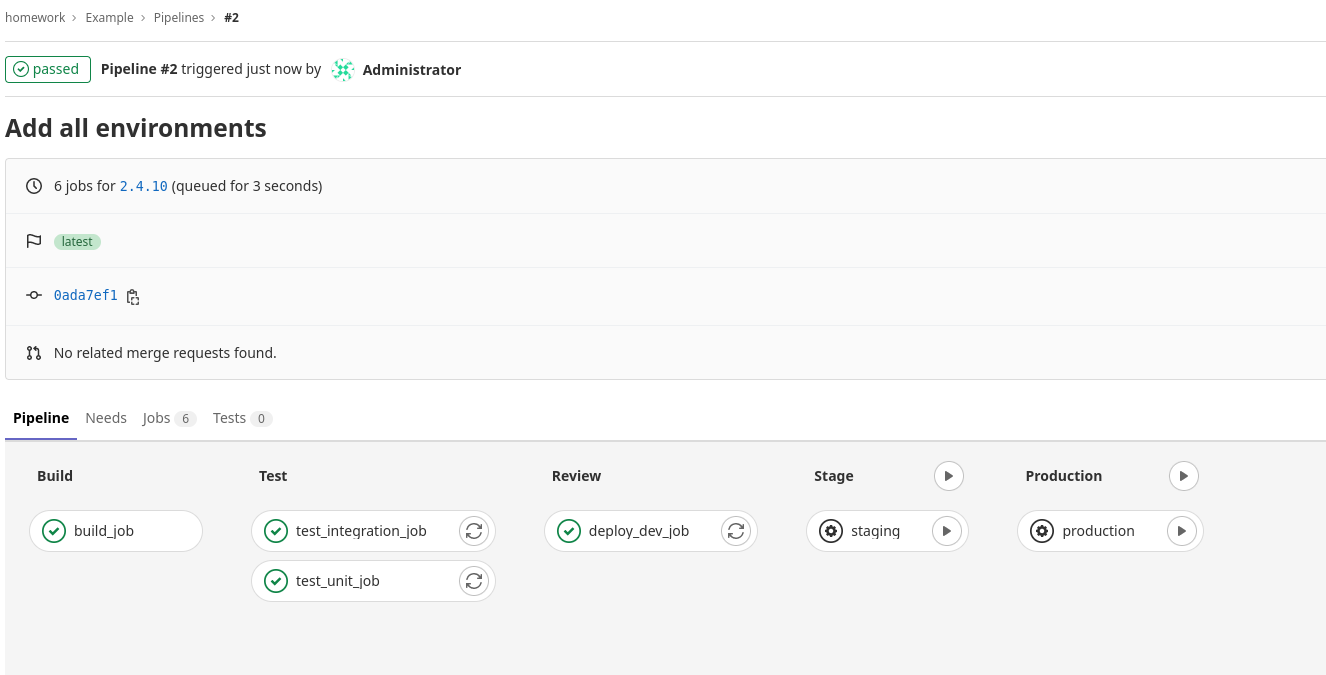 homework > Example > Pipelines > #2
passed Pipeline #2 triggered just now by Administrator
Add all environments
6 jobs for 2.4.10 (queued for 3 seconds)
latest
0ada7ef1
No related merge requests found.
Pipeline Needs Jobs 6 Tests 0
Build Test Review Stage Production
build_job test_integration_job deploy_dev_job staging production
test_unit_job